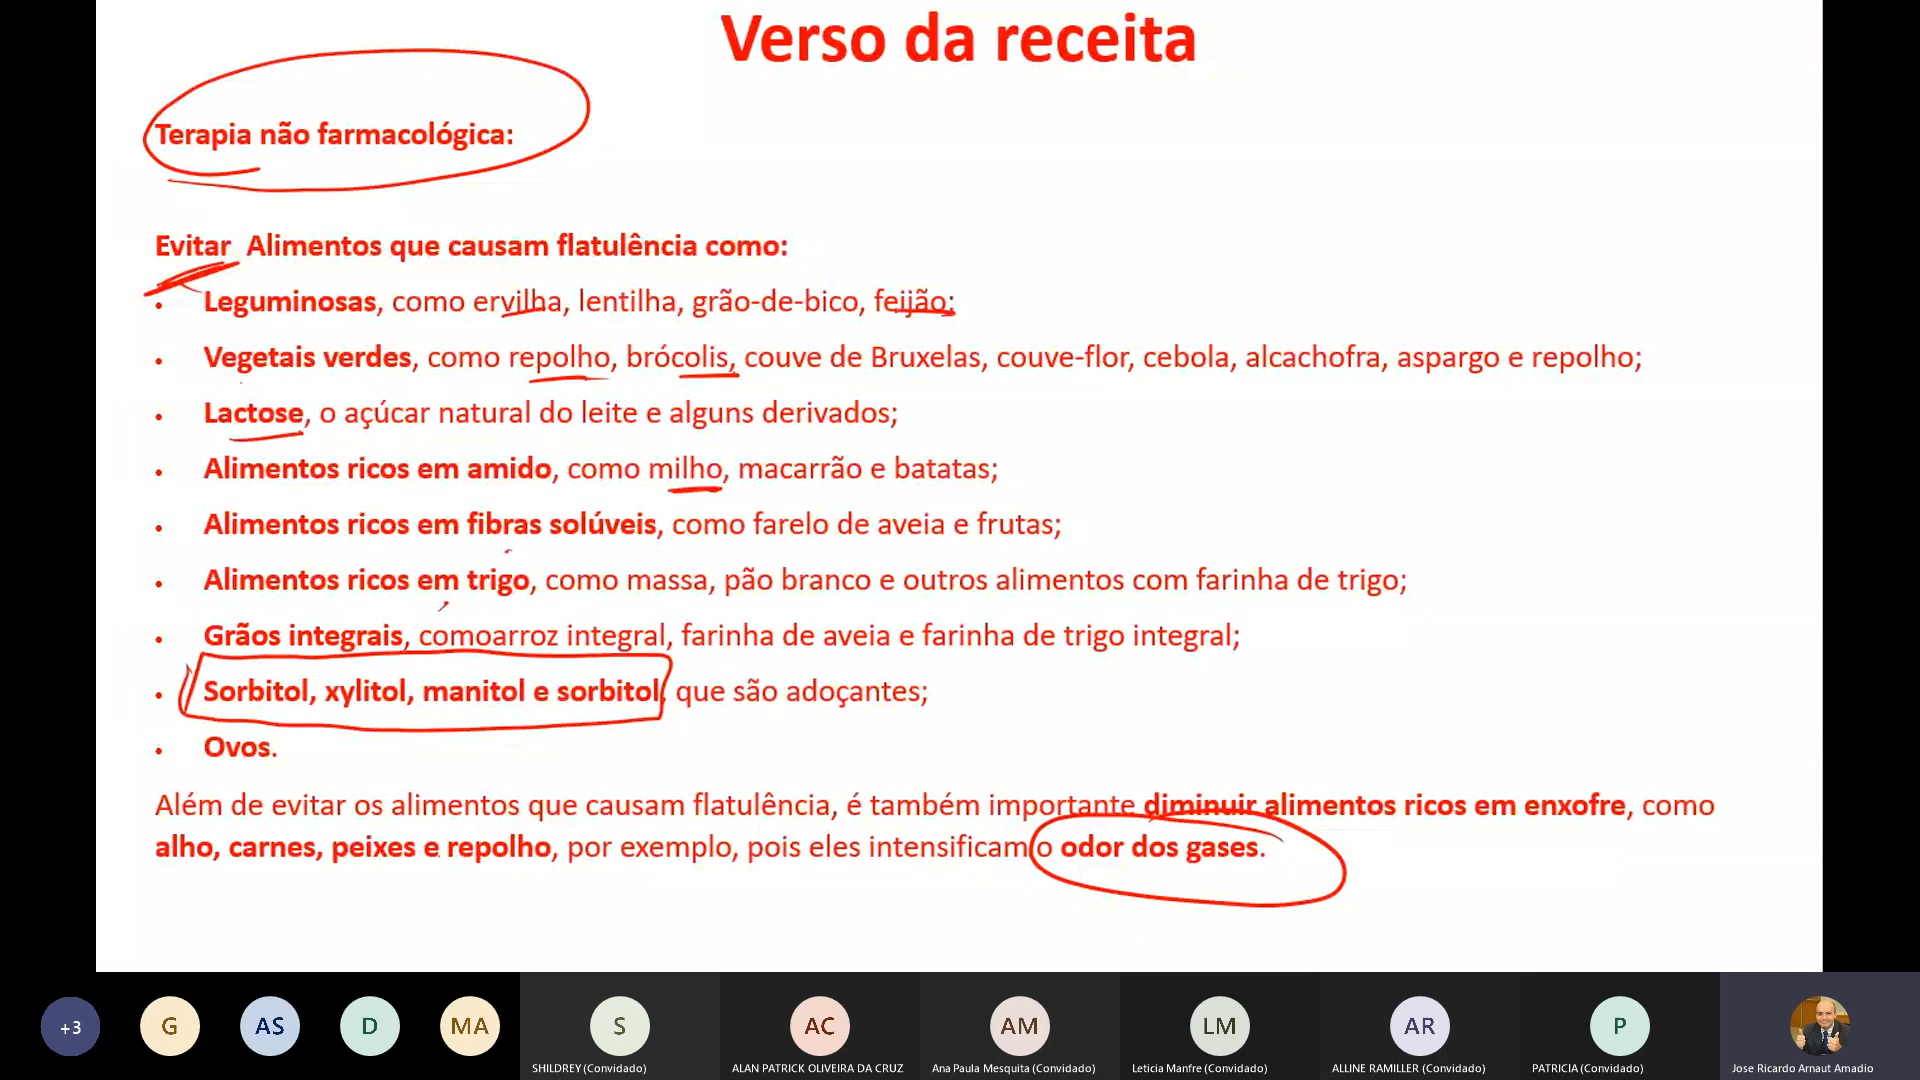 Verso da receita
Terapia não farmacológica:
Evitar Alimentos que causam flatulência como:
• Leguminosas, como ervilha, lentilha, grão-de-bico, feijão;
• Vegetais verdes, como repolho, brócolis, couve de Bruxelas, couve-flor, cebola, alcachofra, aspargo e repolho;
• Lactose, o açúcar natural do leite e alguns derivados;
• Alimentos ricos em amido, como milho, macarrão e batatas;
• Alimentos ricos em fibras solúveis, como farelo de aveia e frutas;
• Alimentos ricos em trigo, como massa, pão branco e outros alimentos com farinha de trigo;
• Grãos integrais, comoarroz integral, farinha de aveia e farinha de trigo integral;
• Sorbitol, xylitol, manitol e sorbitol, que são adoçantes;
• Ovos.
Além de evitar os alimentos que causam flatulência, é também importante diminuir alimentos ricos em enxofre, como
alho, carnes, peixes e repolho, por exemplo, pois eles intensificam o odor dos gases.
+3 G AS D MA S AC AM LM AR P
SHILDREY (Convidado) ALAN PATRICK OLIVEIRA DA CRUZ Ana Paula Mesquita (Convidado) Leticia Manfre (Convidado) ALLINE RAMILLER (Convidado) PATRICIA (Convidado) Jose Ricardo Arnaut Amadio